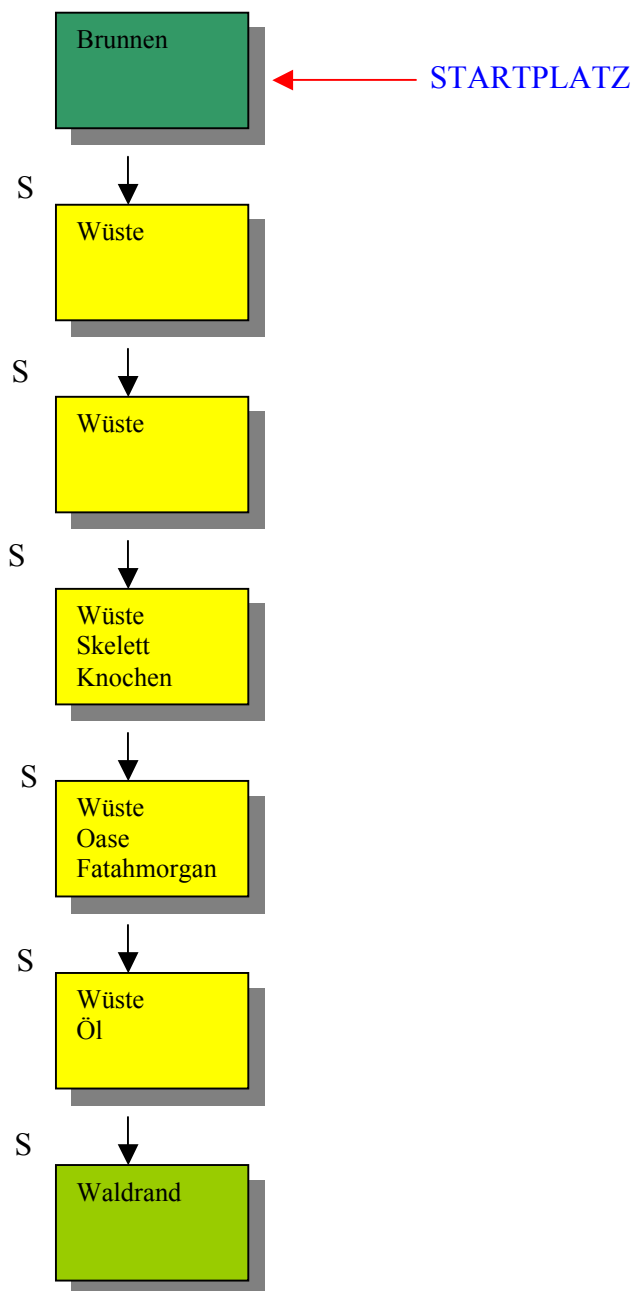 Brunnen
STARTPLATZ
S
Wüste
S
Wüste
S
Wüste
Skelett
Knochen
S
Wüste
Oase
Fatahmorgan
S
Wüste
Öl
S
Waldrand